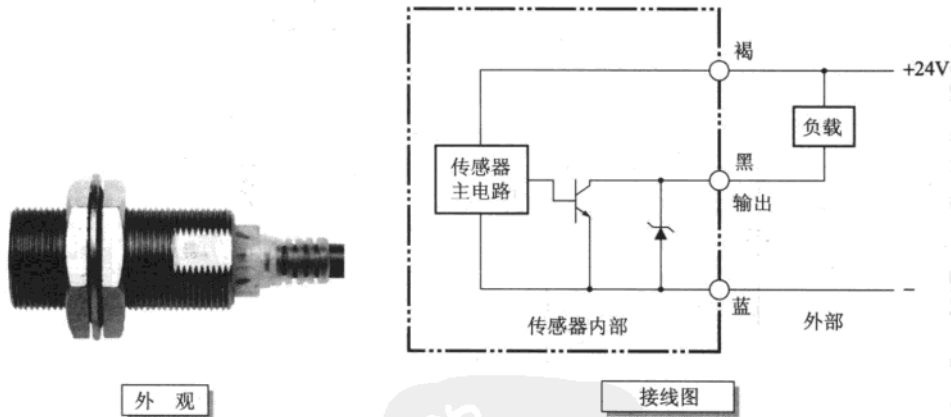 褐
+24V
负载
传感器
主电路
黑
输出
蓝
-
传感器内部
外部
外 观
接线图